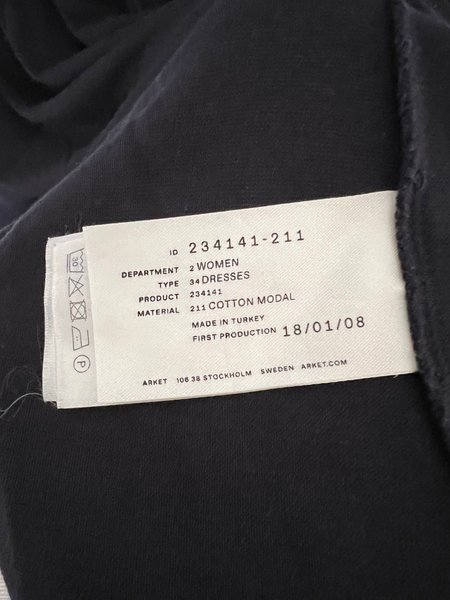 ID 234141-211
DEPARTMENT 2 WOMEN
TYPE 34 DRESSES
PRODUCT 234141
MATERIAL 211 COTTON MODAL
MADE IN TURKEY
FIRST PRODUCTION 18/01/08
ARKET 106 38 STOCKHOLM SWEDEN ARKET.COM
30
P